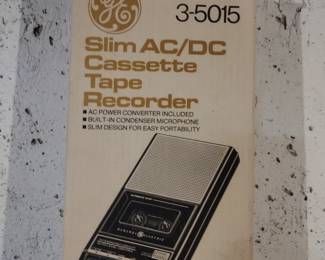 GE
3-5015
Slim AC/DC
Cassette
Tape
Recorder
■ AC POWER CONVERTER INCLUDED
■ BUILT-IN CONDENSER MICROPHONE
■ SLIM DESIGN FOR EASY PORTABILITY
GENERAL ELECTRIC